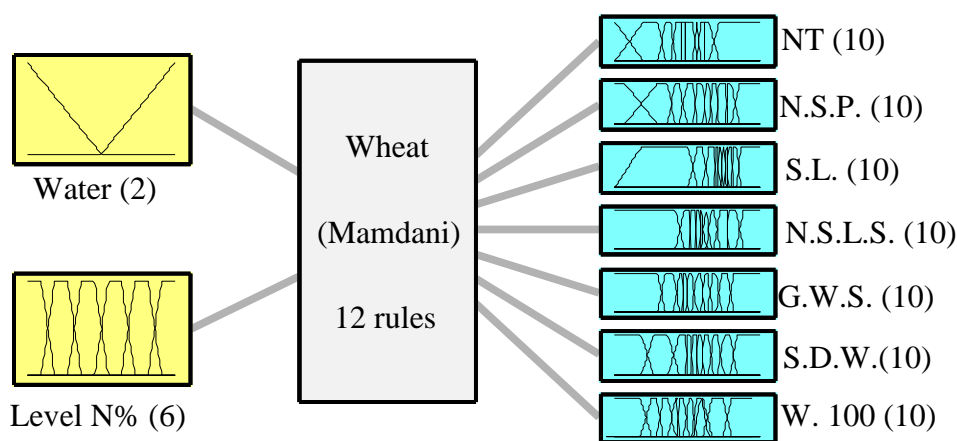 Water (2)
Level N% (6)
Wheat
(Mamdani)
12 rules
NT (10)
N.S.P. (10)
S.L. (10)
N.S.L.S. (10)
G.W.S. (10)
S.D.W.(10)
W. 100 (10)